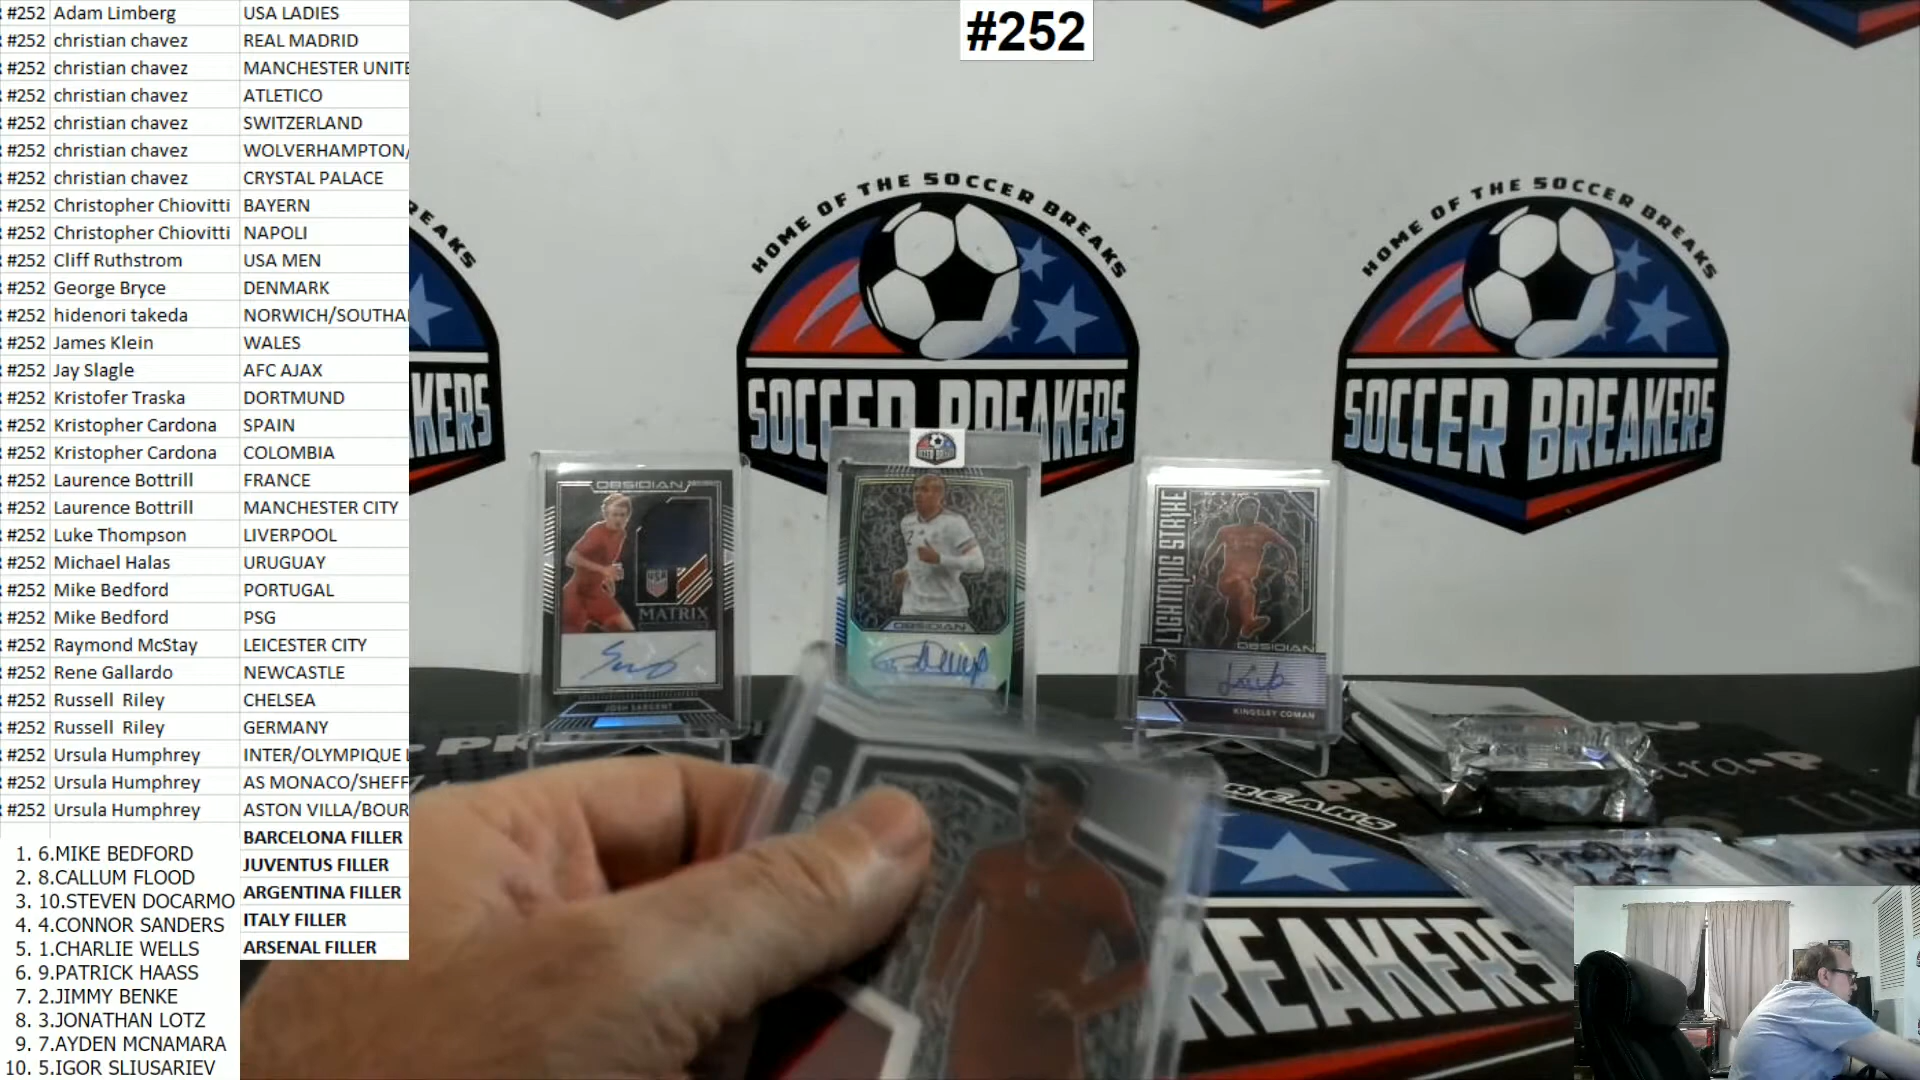 #252 Adam Limberg USA LADIES
#252 christian chavez REAL MADRID
#252 christian chavez MANCHESTER UNITE
#252 christian chavez ATLETICO
#252 christian chavez SWITZERLAND
#252 christian chavez WOLVERHAMPTON/
#252 christian chavez CRYSTAL PALACE
#252 Christopher Chiovitti BAYERN
#252 Christopher Chiovitti NAPOLI
#252 Cliff Ruthstrom USA MEN
#252 George Bryce DENMARK
#252 hidenori takeda NORWICH/SOUTHA
#252 James Klein WALES
#252 Jay Slagle AFC AJAX
#252 Kristofer Traska DORTMUND
#252 Kristopher Cardona SPAIN
#252 Kristopher Cardona COLOMBIA
#252 Laurence Bottrill FRANCE
#252 Laurence Bottrill MANCHESTER CITY
#252 Luke Thompson LIVERPOOL
#252 Michael Halas URUGUAY
#252 Mike Bedford PORTUGAL
#252 Mike Bedford PSG
#252 Raymond McStay LEICESTER CITY
#252 Rene Gallardo NEWCASTLE
#252 Russell Riley CHELSEA
#252 Russell Riley GERMANY
#252 Ursula Humphrey INTER/OLYMPIQUE
#252 Ursula Humphrey AS MONACO/SHEFF
#252 Ursula Humphrey ASTON VILLA/BOUR
BARCELONA FILLER
JUVENTUS FILLER
ARGENTINA FILLER
ITALY FILLER
ARSENAL FILLER
1. 6.MIKE BEDFORD
2. 8.CALLUM FLOOD
3. 10.STEVEN DOCARMO
4. 4.CONNOR SANDERS
5. 1.CHARLIE WELLS
6. 9.PATRICK HAASS
7. 2.JIMMY BENKE
8. 3.JONATHAN LOTZ
9. 7.AYDEN MCNAMARA
10. 5.IGOR SLIUSARIEV
#252
REAKS
KERS
HOME OF THE SOCCER BREAKS
SOCCER BREAKERS
HOME OF THE SOCCER BREAKS
SOCCER BREAKERS
OBSIDIAN
MATRIX
JOSH SARGENT
OBSIDIAN
LIGHTNING STRIKE
OBSIDIAN
KINGSLEY COMAN
BREAKS
REAKERS